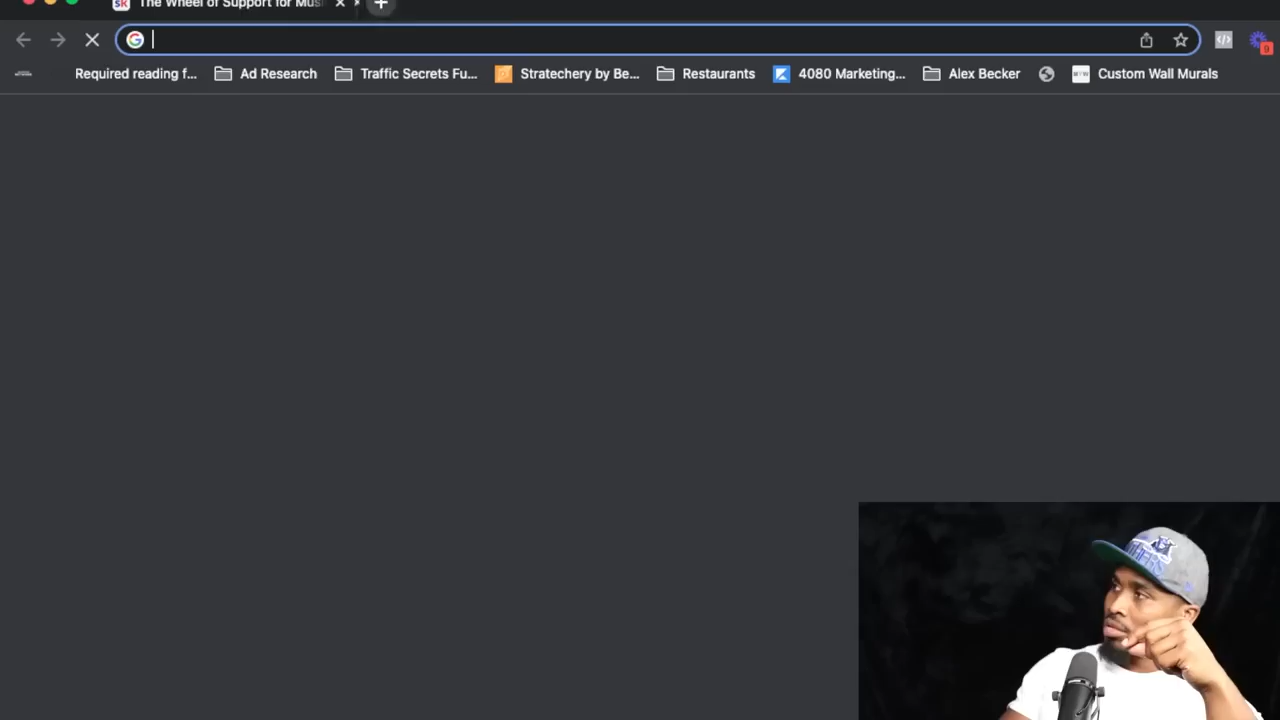 The Wheel of Support for Musi
Required reading f... Ad Research Traffic Secrets Fu... Stratechery by Be... Restaurants 4080 Marketing... Alex Becker Custom Wall Murals